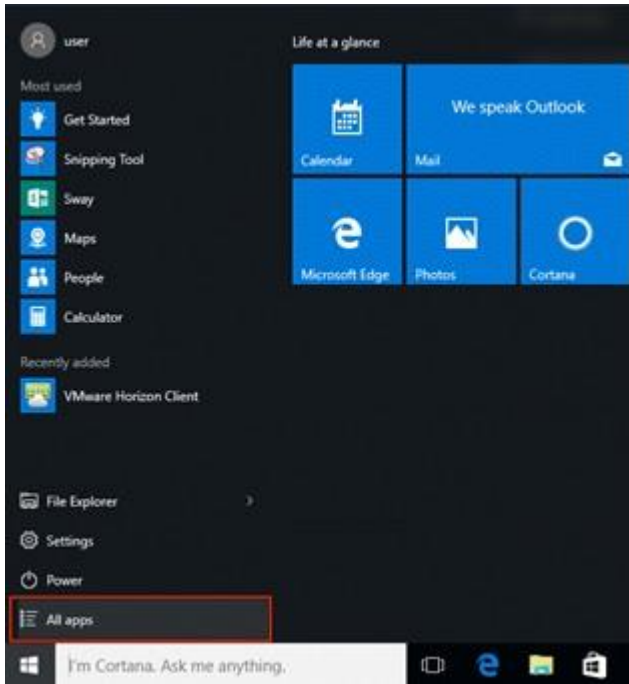 user
Most used
Get Started
Snipping Tool
Sway
Maps
People
Calculator
Recently added
VMware Horizon Client
File Explorer
Settings
Power
All apps
I'm Cortana. Ask me anything.
Life at a glance
Calendar
We speak Outlook
Mail
Microsoft Edge
Photos
Cortana